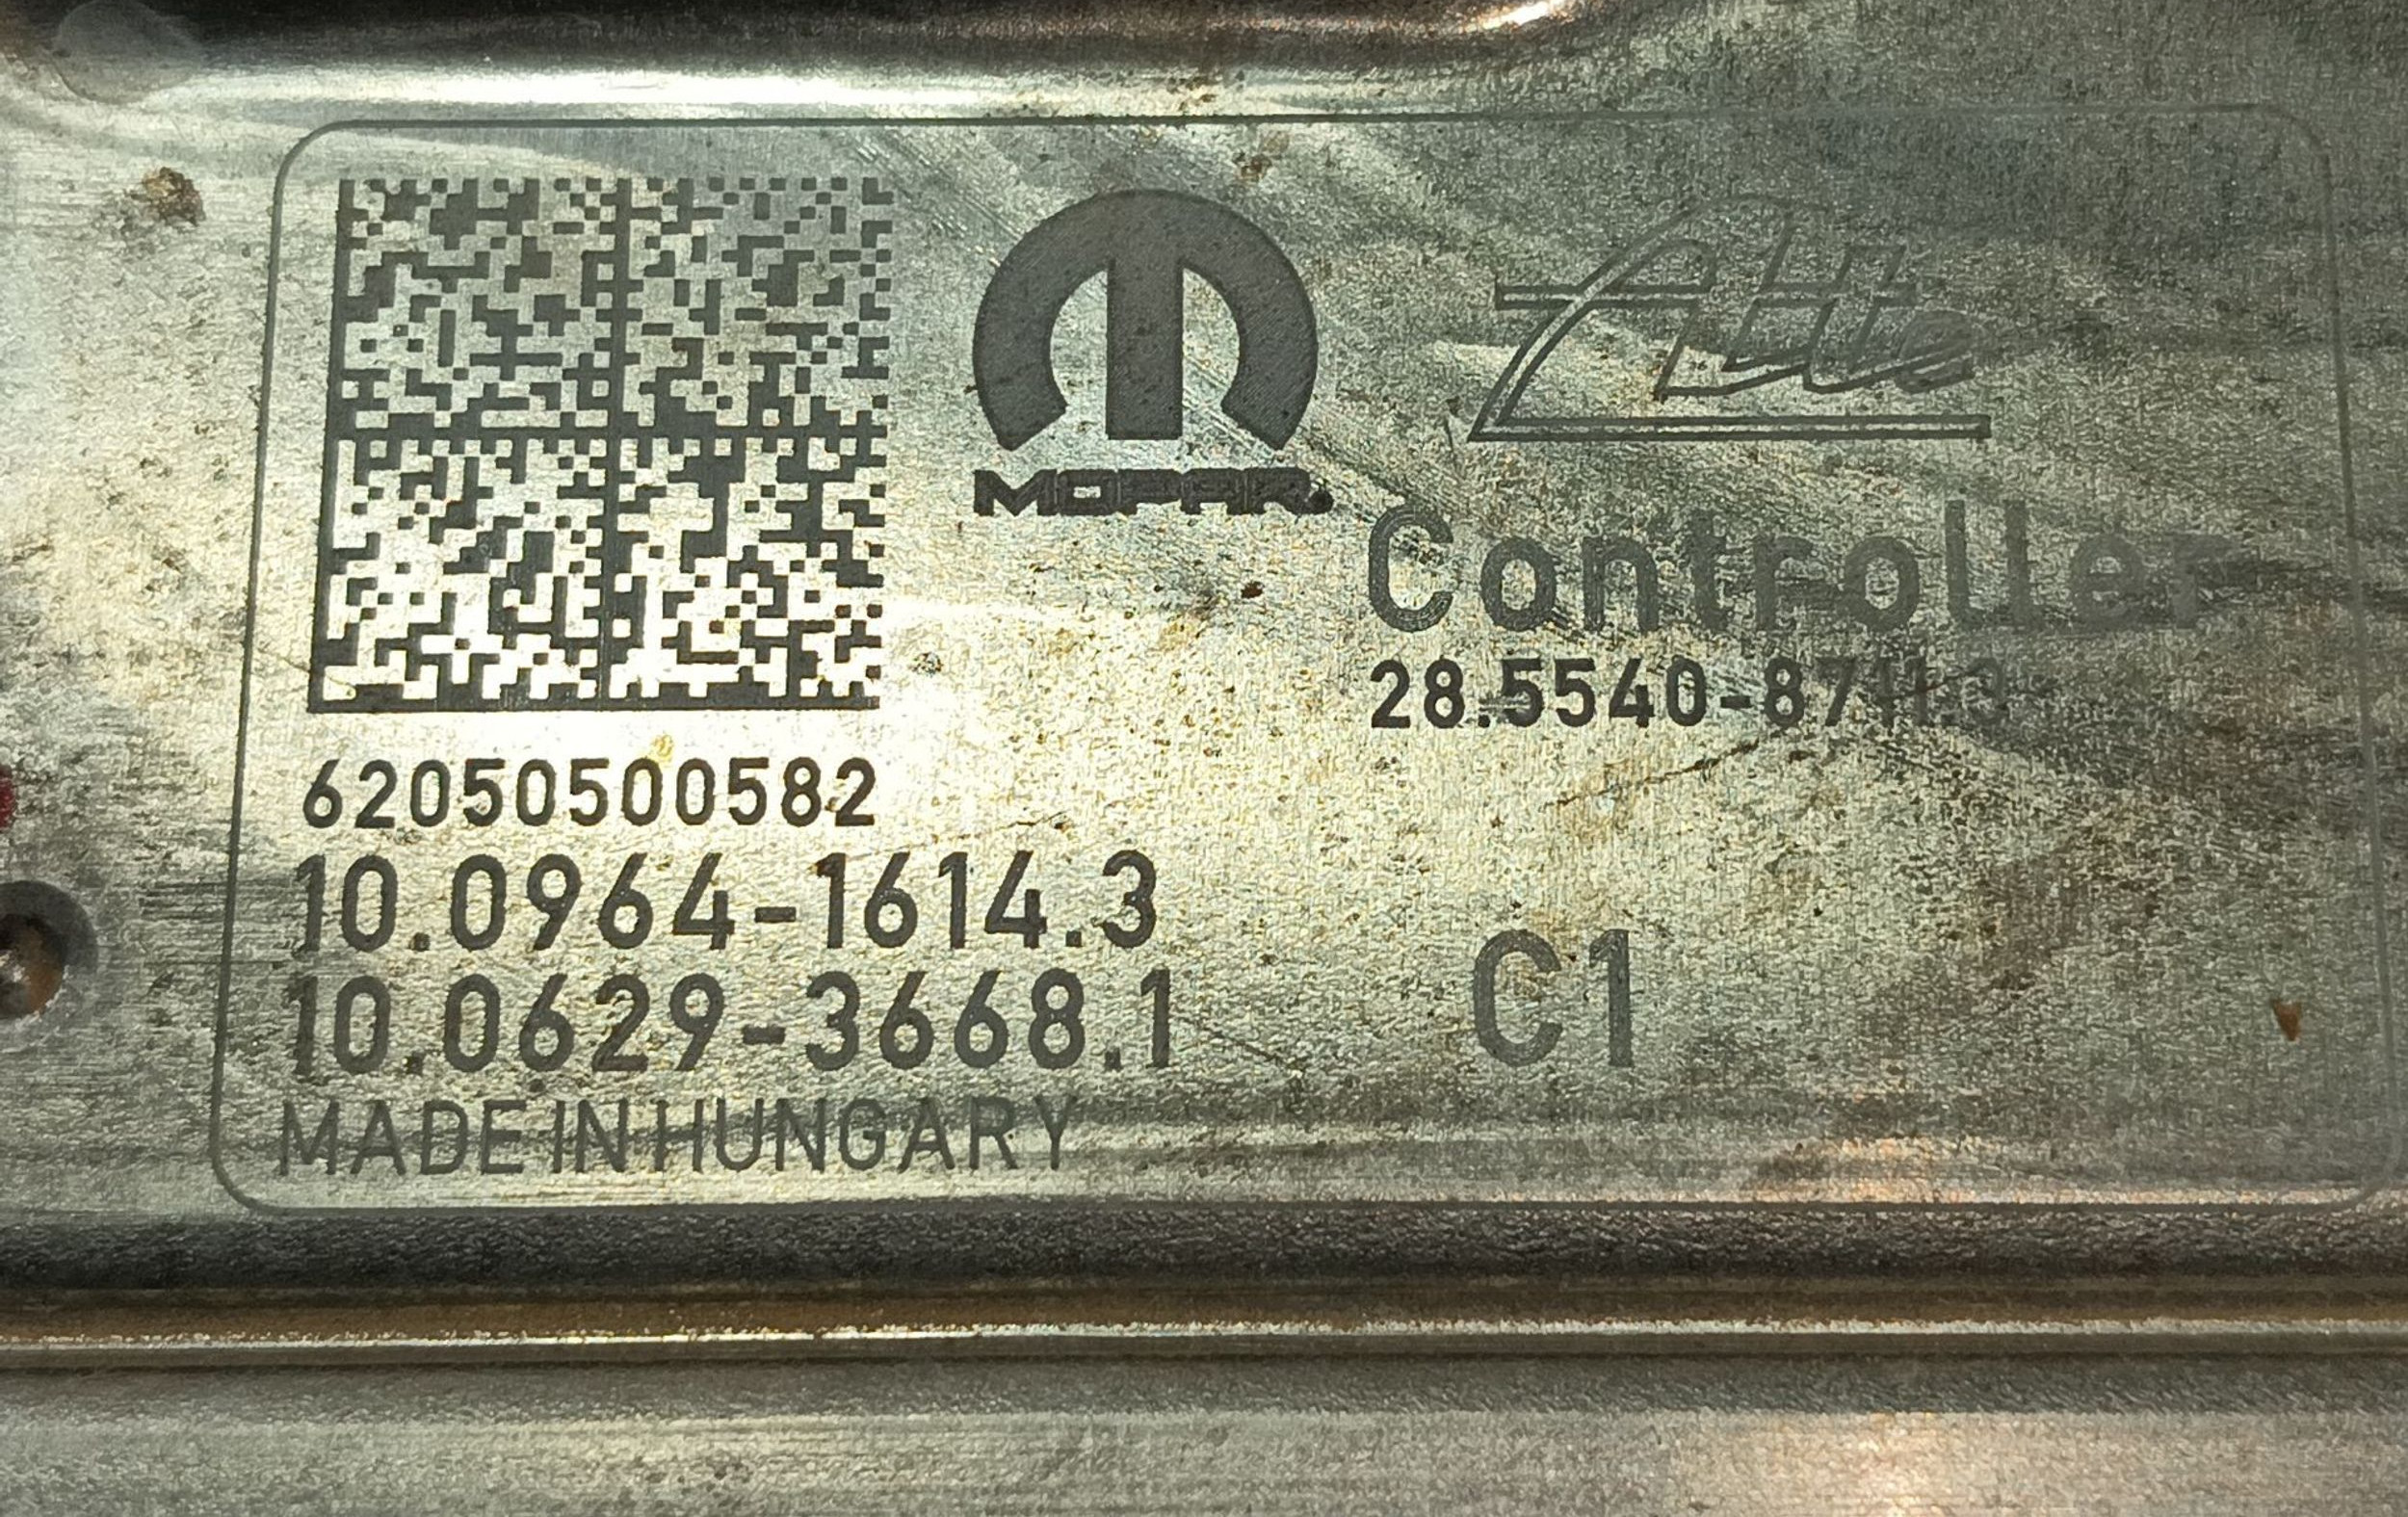 MOPAR.
Ate
Controller
28.5540-8711.3
62050500582
10.0964-1614.3
10.0629-3668.1
C1
MADE IN HUNGARY